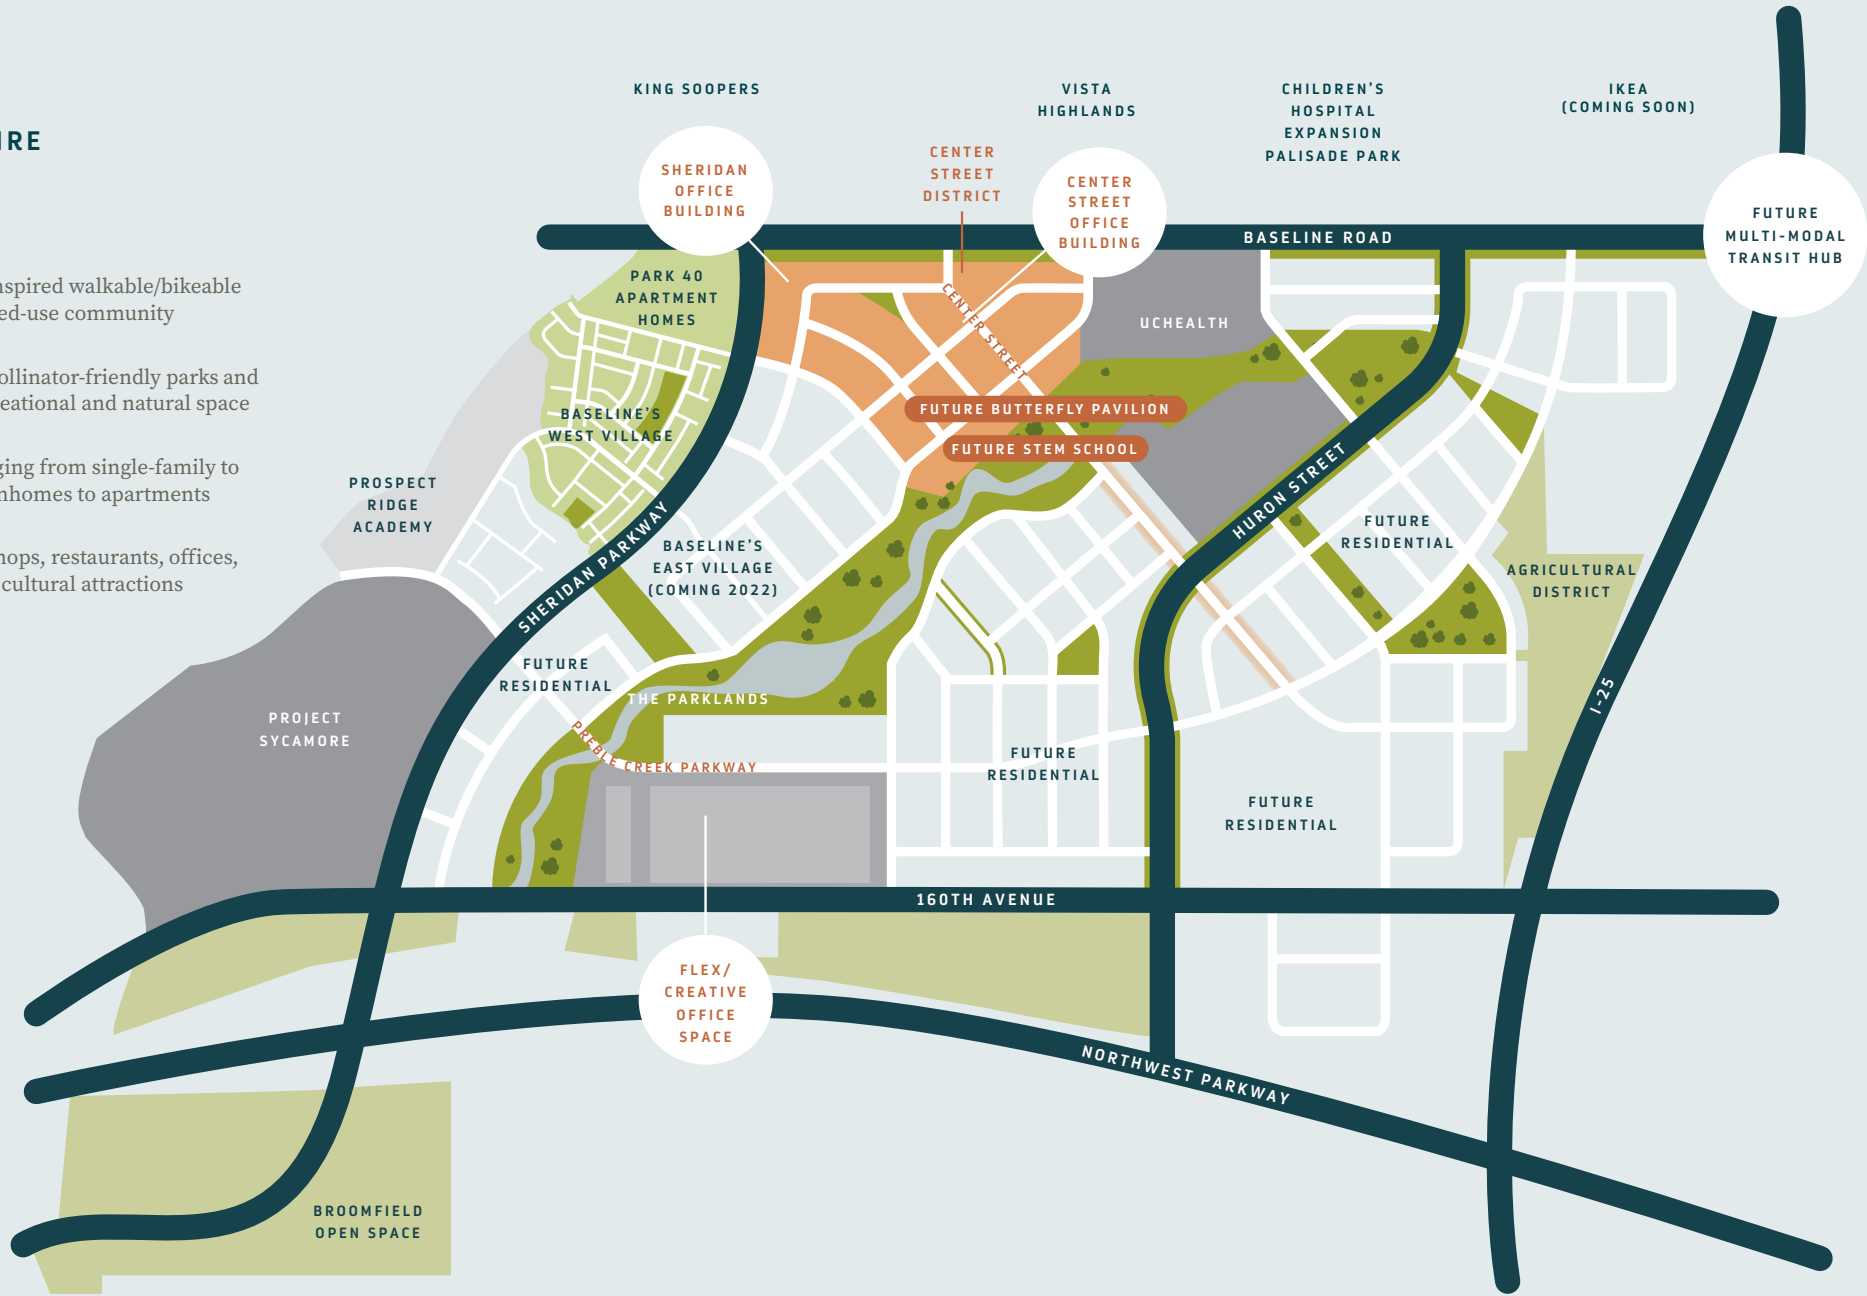 IRE
nspired walkable/bikeable
ed-use community
ollinator-friendly parks and
eational and natural space
ging from single-family to
nhomes to apartments
hops, restaurants, offices,
cultural attractions
KING SOOPERS
VISTA
HIGHLANDS
CHILDREN'S
HOSPITAL
EXPANSION
PALISADE PARK
IKEA
(COMING SOON)
SHERIDAN
OFFICE
BUILDING
CENTER
STREET
DISTRICT
CENTER
STREET
OFFICE
BUILDING
FUTURE
MULTI-MODAL
TRANSIT HUB
BASELINE ROAD
PARK 40
APARTMENT
HOMES
CENTER STREET
UCHEALTH
BASELINE'S
WEST VILLAGE
FUTURE BUTTERFLY PAVILION
FUTURE STEM SCHOOL
PROSPECT
RIDGE
ACADEMY
SHERIDAN PARKWAY
BASELINE'S
EAST VILLAGE
(COMING 2022)
HURON STREET
FUTURE
RESIDENTIAL
AGRICULTURAL
DISTRICT
FUTURE
RESIDENTIAL
THE PARKLANDS
I-25
PROJECT
SYCAMORE
PREBLE CREEK PARKWAY
FUTURE
RESIDENTIAL
FUTURE
RESIDENTIAL
160TH AVENUE
FLEX/
CREATIVE
OFFICE
SPACE
NORTHWEST PARKWAY
BROOMFIELD
OPEN SPACE